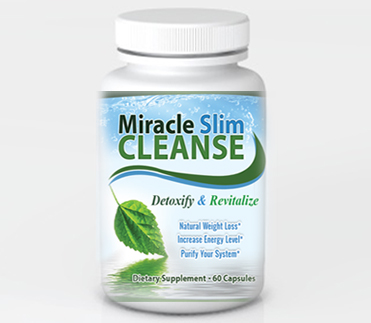 Miracle Slim
CLEANSE
Detoxify & Revitalize
Natural Weight Loss*
Increase Energy Level*
Purify Your System*
Dietary Supplement • 60 Capsules